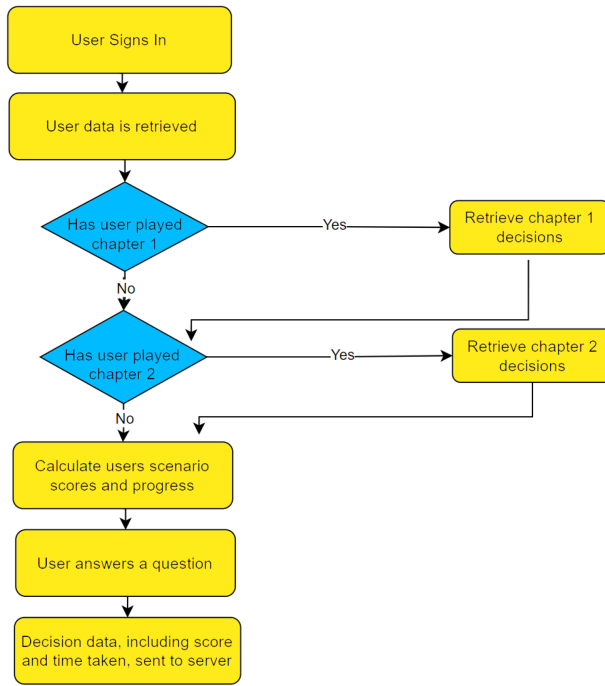 User Signs In
User data is retrieved
Has user played
chapter 1
Yes
Retrieve chapter 1
decisions
No
Has user played
chapter 2
Yes
Retrieve chapter 2
decisions
No
Calculate users scenario
scores and progress
User answers a question
Decision data, including score
and time taken, sent to server